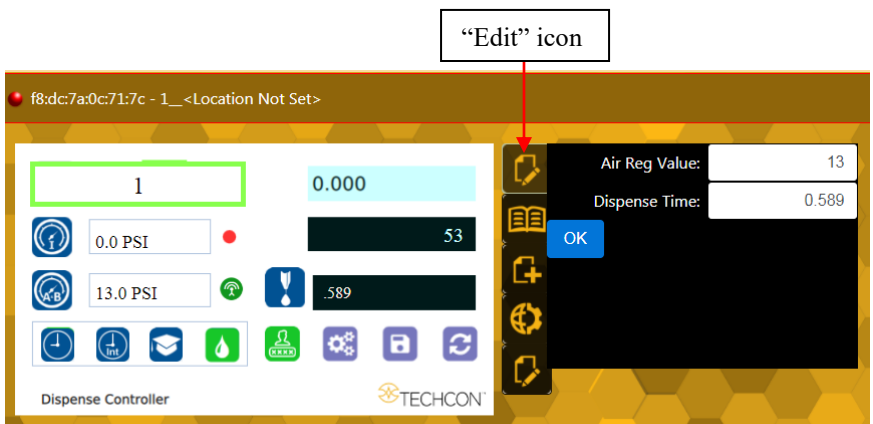 “Edit” icon
f8:dc:7a:0c:71:7c - 1__<Location Not Set>
1
0.000
0.0 PSI
53
13.0 PSI
.589
Int
Dispense Controller
TECHCON
Air Reg Value:
13
Dispense Time:
0.589
OK